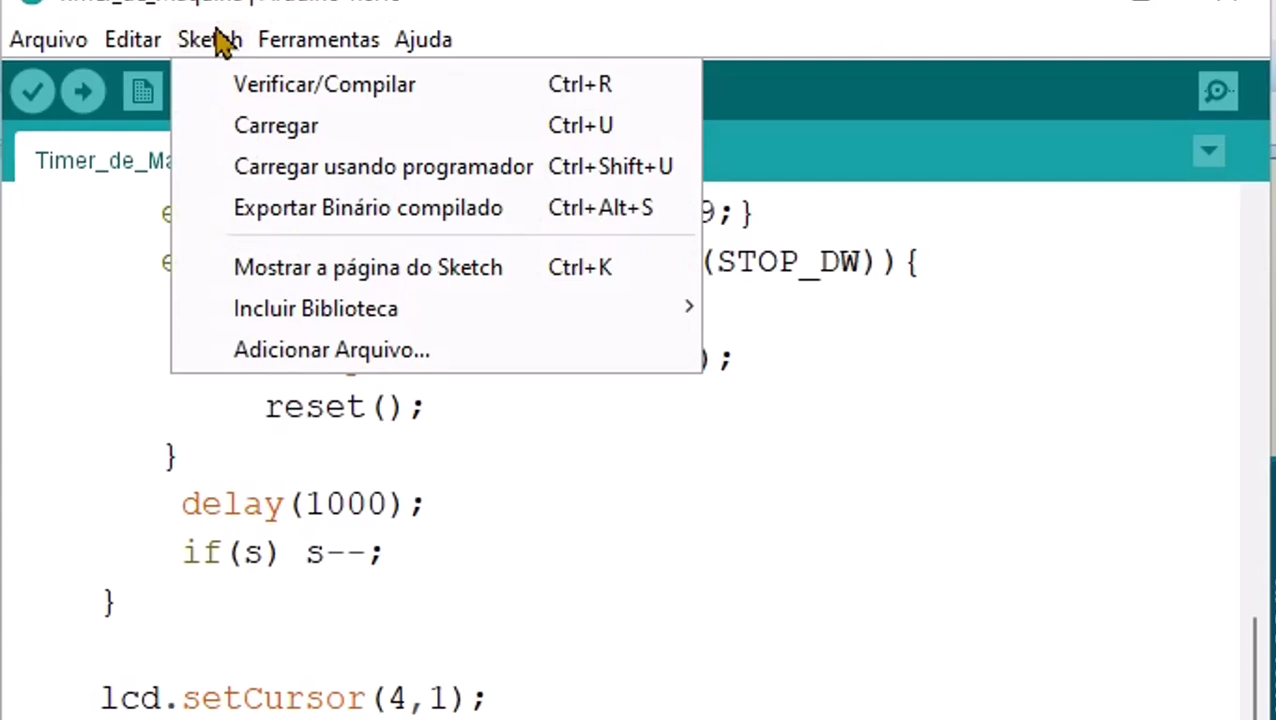 Arquivo Editar Sketch Ferramentas Ajuda
Verificar/Compilar Ctrl+R
Carregar Ctrl+U
Timer_de_Ma
Carregar usando programador Ctrl+Shift+U
Exportar Binário compilado Ctrl+Alt+S
9;}
(STOP_DW)){
Mostrar a página do Sketch Ctrl+K
Incluir Biblioteca
Adicionar Arquivo...
);
reset();
}
delay(1000);
if(s) s--;
}
lcd.setCursor(4,1);